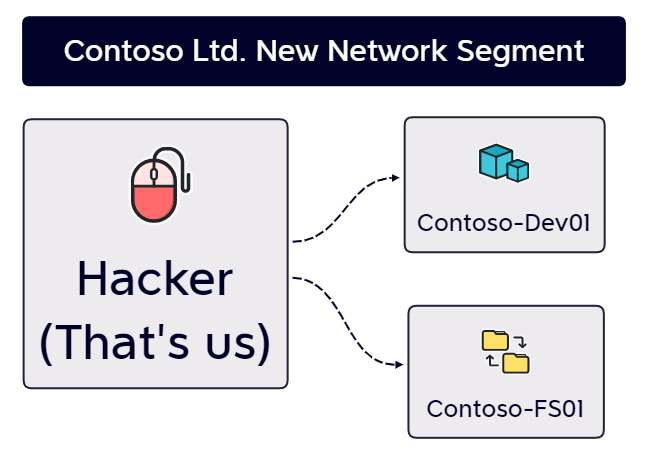 Contoso Ltd. New Network Segment
Hacker
(That's us)
Contoso-Dev01
Contoso-FS01